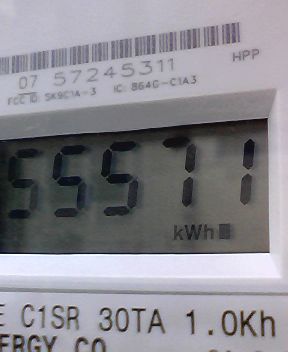 HPP
07 57245311
FCC ID: SK9C1A-3 IC: 864G-C1A3
55571
kWh
C1SR 30TA 1.0Kh
ERGY CO